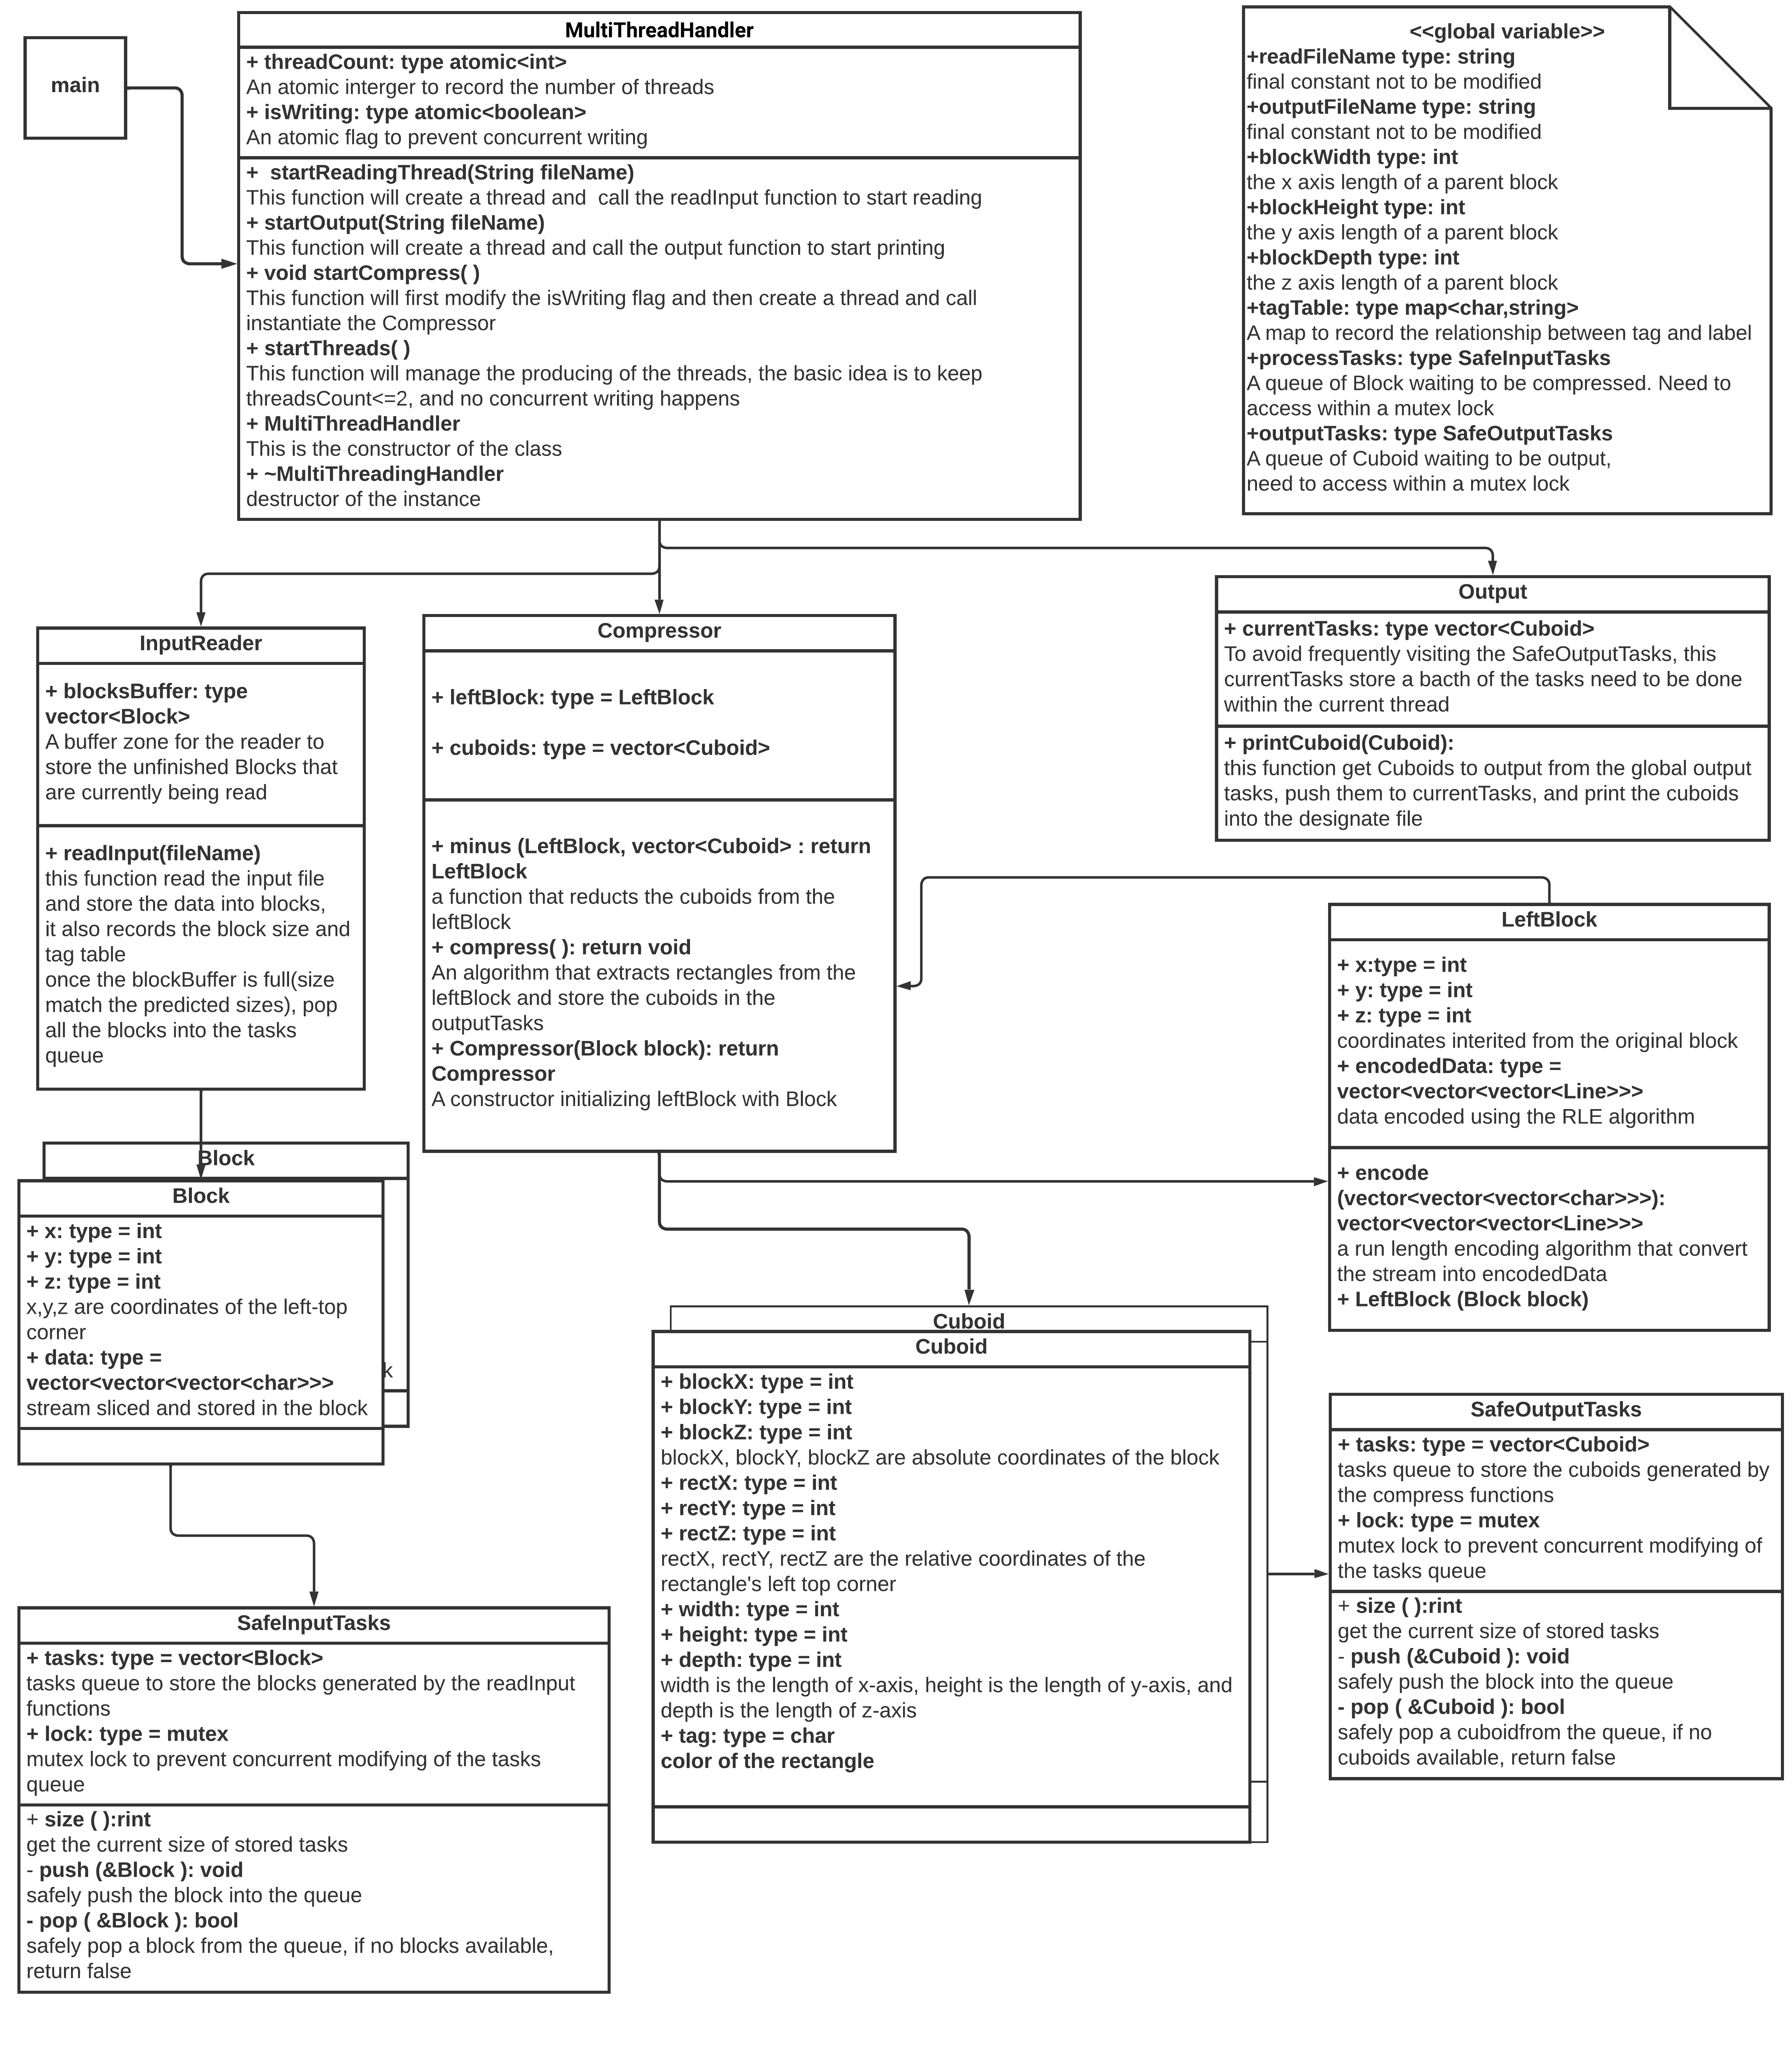 main
MultiThreadHandler
+ threadCount: type atomic<int>
An atomic interger to record the number of threads
+ isWriting: type atomic<boolean>
An atomic flag to prevent concurrent writing
+ startReadingThread(String fileName)
This function will create a thread and call the readInput function to start reading
+ startOutput(String fileName)
This function will create a thread and call the output function to start printing
+ void startCompress( )
This function will first modify the isWriting flag and then create a thread and call
instantiate the Compressor
+ startThreads( )
This function will manage the producing of the threads, the basic idea is to keep
threadsCount<=2, and no concurrent writing happens
+ MultiThreadHandler
This is the constructor of the class
+ ~MultiThreadingHandler
destructor of the instance
<<global variable>>
+readFileName type: string
final constant not to be modified
+outputFileName type: string
final constant not to be modified
+blockWidth type: int
the x axis length of a parent block
+blockHeight type: int
the y axis length of a parent block
+blockDepth type: int
the z axis length of a parent block
+tagTable: type map<char,string>
A map to record the relationship between tag and label
+processTasks: type SafeInputTasks
A queue of Block waiting to be compressed. Need to
access within a mutex lock
+outputTasks: type SafeOutputTasks
A queue of Cuboid waiting to be output,
need to access within a mutex lock
InputReader
+ blocksBuffer: type
vector<Block>
A buffer zone for the reader to
store the unfinished Blocks that
are currently being read
+ readInput(fileName)
this function read the input file
and store the data into blocks,
it also records the block size and
tag table
once the blockBuffer is full(size
match the predicted sizes), pop
all the blocks into the tasks
queue
Compressor
+ leftBlock: type = LeftBlock
+ cuboids: type = vector<Cuboid>
+ minus (LeftBlock, vector<Cuboid> : return
LeftBlock
a function that reducts the cuboids from the
leftBlock
+ compress( ): return void
An algorithm that extracts rectangles from the
leftBlock and store the cuboids in the
outputTasks
+ Compressor(Block block): return
Compressor
A constructor initializing leftBlock with Block
Output
+ currentTasks: type vector<Cuboid>
To avoid frequently visiting the SafeOutputTasks, this
currentTasks store a bacth of the tasks need to be done
within the current thread
+ printCuboid(Cuboid):
this function get Cuboids to output from the global output
tasks, push them to currentTasks, and print the cuboids
into the designate file
LeftBlock
+ x:type = int
+ y: type = int
+ z: type = int
coordinates interited from the original block
+ encodedData: type =
vector<vector<vector<Line>>>
data encoded using the RLE algorithm
+ encode
(vector<vector<vector<char>>>):
vector<vector<vector<Line>>>
a run length encoding algorithm that convert
the stream into encodedData
+ LeftBlock (Block block)
Block
k
Block
+ x: type = int
+ y: type = int
+ z: type = int
x,y,z are coordinates of the left-top
corner
+ data: type =
vector<vector<vector<char>>>
stream sliced and stored in the block
Cuboid
Cuboid
+ blockX: type = int
+ blockY: type = int
+ blockZ: type = int
blockX, blockY, blockZ are absolute coordinates of the block
+ rectX: type = int
+ rectY: type = int
+ rectZ: type = int
rectX, rectY, rectZ are the relative coordinates of the
rectangle's left top corner
+ width: type = int
+ height: type = int
+ depth: type = int
width is the length of x-axis, height is the length of y-axis, and
depth is the length of z-axis
+ tag: type = char
color of the rectangle
SafeOutputTasks
+ tasks: type = vector<Cuboid>
tasks queue to store the cuboids generated by
the compress functions
+ lock: type = mutex
mutex lock to prevent concurrent modifying of
the tasks queue
+ size ( ):rint
get the current size of stored tasks
- push (&Cuboid ): void
safely push the block into the queue
- pop ( &Cuboid ): bool
safely pop a cuboidfrom the queue, if no
cuboids available, return false
SafeInputTasks
+ tasks: type = vector<Block>
tasks queue to store the blocks generated by the readInput
functions
+ lock: type = mutex
mutex lock to prevent concurrent modifying of the tasks
queue
+ size ( ):rint
get the current size of stored tasks
- push (&Block ): void
safely push the block into the queue
- pop ( &Block ): bool
safely pop a block from the queue, if no blocks available,
return false